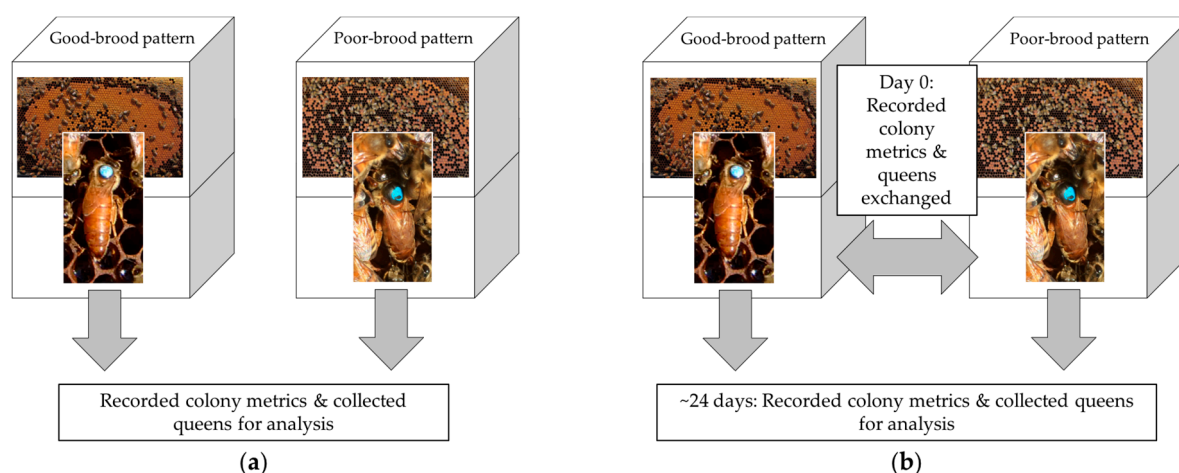 Good-brood pattern
Poor-brood pattern
Recorded colony metrics & collected
queens for analysis
(a)
Good-brood pattern
Poor-brood pattern
Day 0:
Recorded
colony
metrics &
queens
exchanged
~24 days: Recorded colony metrics & collected queens
for analysis
(b)